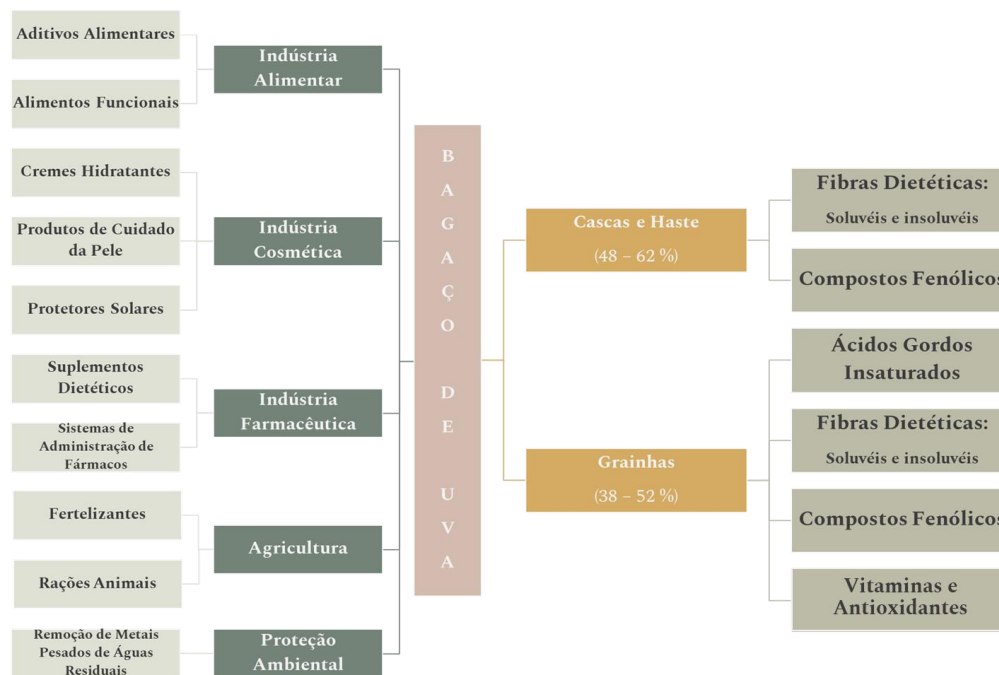 Aditivos Alimentares
Alimentos Funcionais
Indústria
Alimentar
Cremes Hidratantes
Produtos de Cuidado
da Pele
Protetores Solares
Indústria
Cosmética
Suplementos
Dietéticos
Sistemas de
Administração de
Fármacos
Indústria
Farmacêutica
Fertelizantes
Rações Animais
Agricultura
Remoção de Metais
Pesados de Águas
Residuais
Proteção
Ambiental
BAGAÇO DE UVA
Cascas e Haste
(48 – 62 %)
Fibras Dietéticas:
Soluvéis e insoluvéis
Compostos Fenólicos
Grainhas
(38 – 52 %)
Ácidos Gordos
Insaturados
Fibras Dietéticas:
Soluvéis e insoluvéis
Compostos Fenólicos
Vitaminas e
Antioxidantes